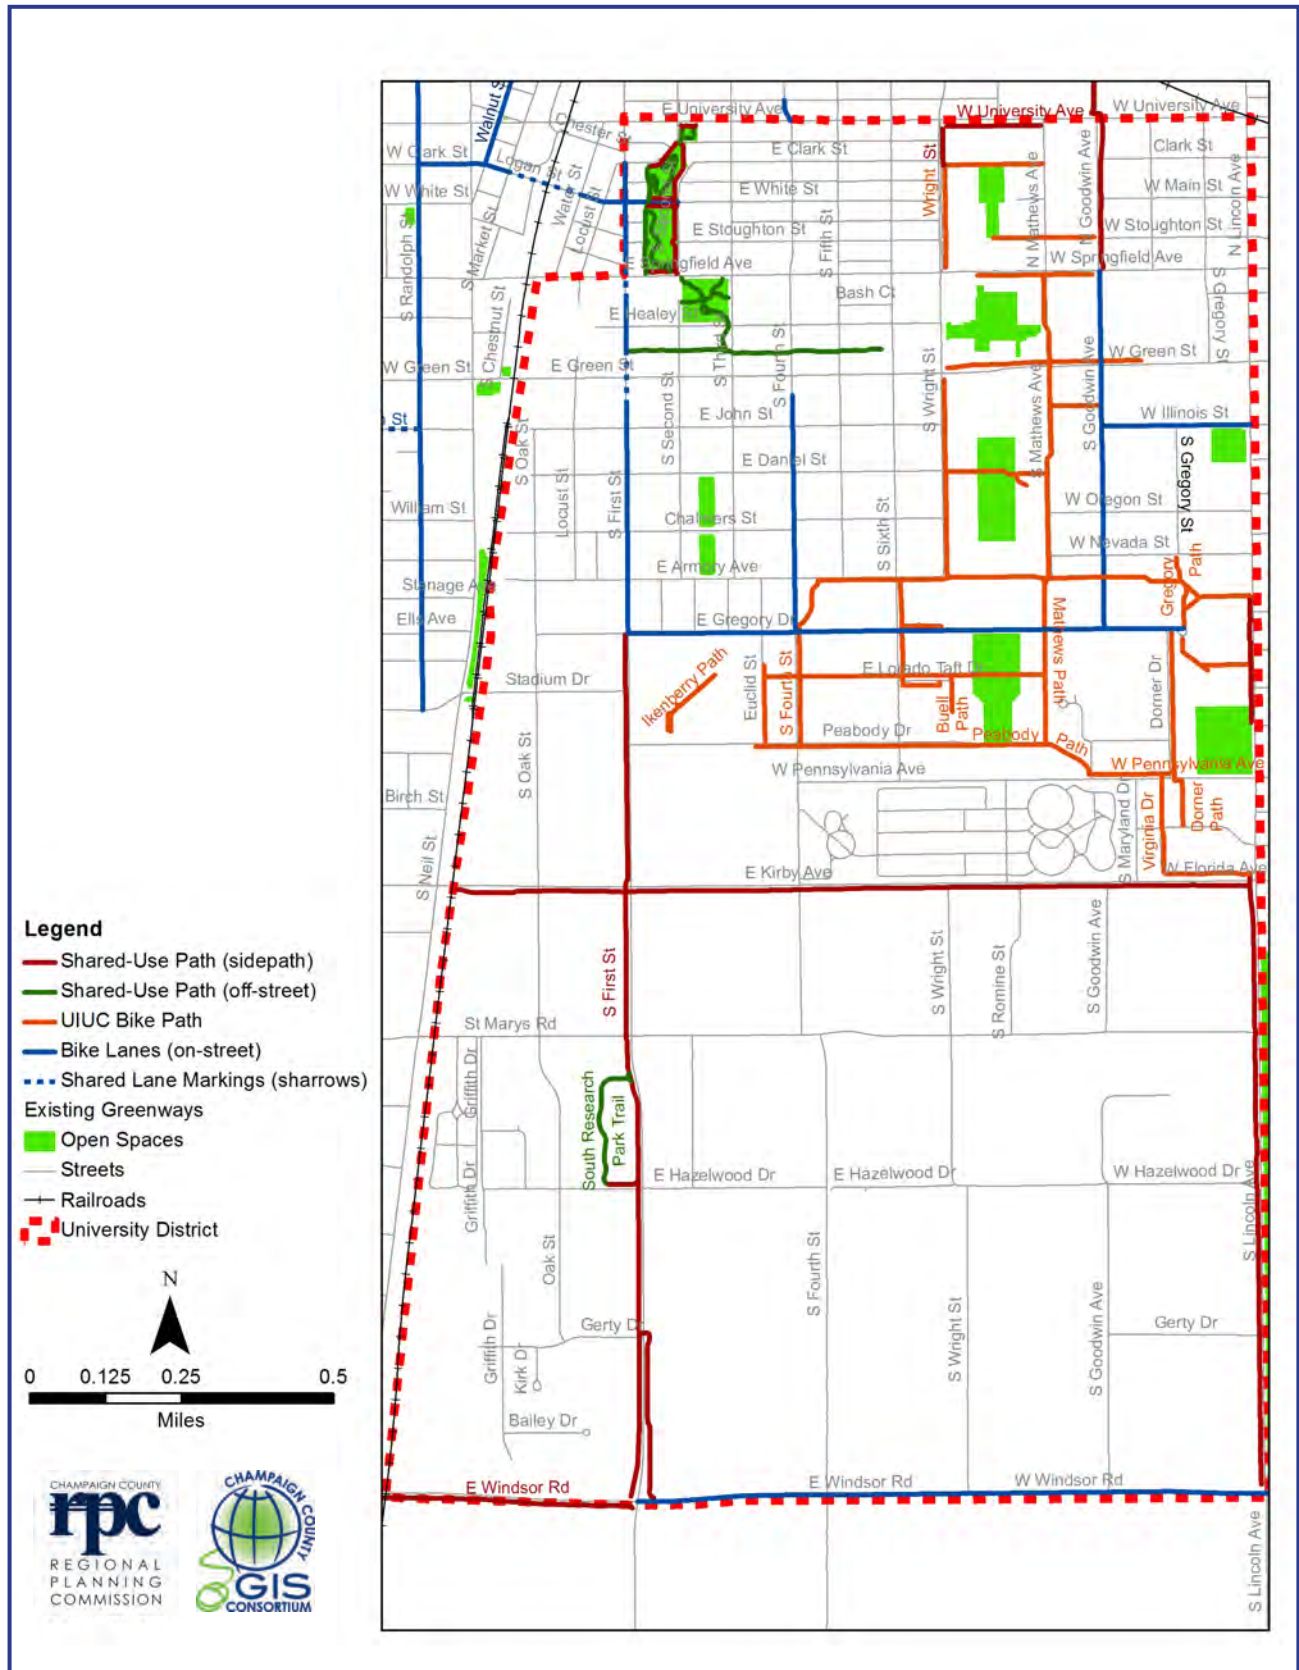 E University Ave
W University Ave
W University Ave
Walnut St
Chester St
W Clark St
Logan St
E Clark St
Clark St
Wright St
N Mathews Ave
N Goodwin Ave
N Lincoln Ave
W White St
Water St
Locust St
E White St
W Main St
S Randolph St
S Market St
E Stoughton St
S Fifth St
W Stoughton St
E Springfield Ave
W Springfield Ave
S Chestnut St
Bash Ct
S Gregory St
E Healey St
S Third St
S Fourth St
W Green St
E Green St
S Wright St
S Mathews Ave
S Goodwin Ave
W Green St
S Second St
E John St
W Illinois St
S Oak St
E Daniel St
S Gregory St
William St
Locust St
S First St
Chalmers St
S Sixth St
W Oregon St
W Nevada St
Stanage Ave
E Armory Ave
Gregory
Path
Ells Ave
E Gregory Dr
Mathews Path
Stadium Dr
Ikenberry Path
Euclid St
S Fourth St
E Lorado Taft Dr
Buell
Path
Dorner Dr
S Oak St
Peabody Dr
Peabody
Path
W Pennsylvania Ave
W Pennsylvania Ave
Birch St
S Neil St
S Maryland Dr
Virginia Dr
Dorner
Path
E Kirby Ave
W Florida Ave
S First St
S Wright St
S Romine St
S Goodwin Ave
St Marys Rd
Griffith Dr
South Research
Park Trail
Griffith Dr
E Hazelwood Dr
E Hazelwood Dr
W Hazelwood Dr
S Lincoln Ave
Oak St
S Fourth St
Griffith Dr
Kirk Dr
Gerty Dr
S Wright St
S Goodwin Ave
Gerty Dr
Bailey Dr
E Windsor Rd
E Windsor Rd
W Windsor Rd
S Lincoln Ave
Legend
Shared-Use Path (sidepath)
Shared-Use Path (off-street)
UIUC Bike Path
Bike Lanes (on-street)
Shared Lane Markings (sharrows)
Existing Greenways
Open Spaces
Streets
Railroads
University District
N
0 0.125 0.25 0.5
Miles
CHAMPAIGN COUNTY
rpc
REGIONAL
PLANNING
COMMISSION
CHAMPAIGN COUNTY
GIS
CONSORTIUM